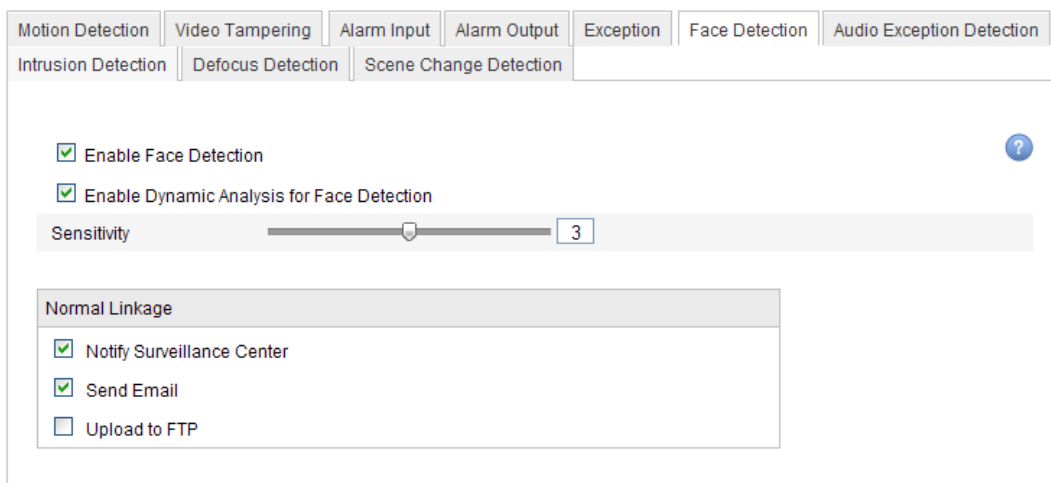 Motion Detection Video Tampering Alarm Input Alarm Output Exception Face Detection Audio Exception Detection
Intrusion Detection Defocus Detection Scene Change Detection
?
Enable Face Detection
Enable Dynamic Analysis for Face Detection
Sensitivity 3
Normal Linkage
Notify Surveillance Center
Send Email
Upload to FTP